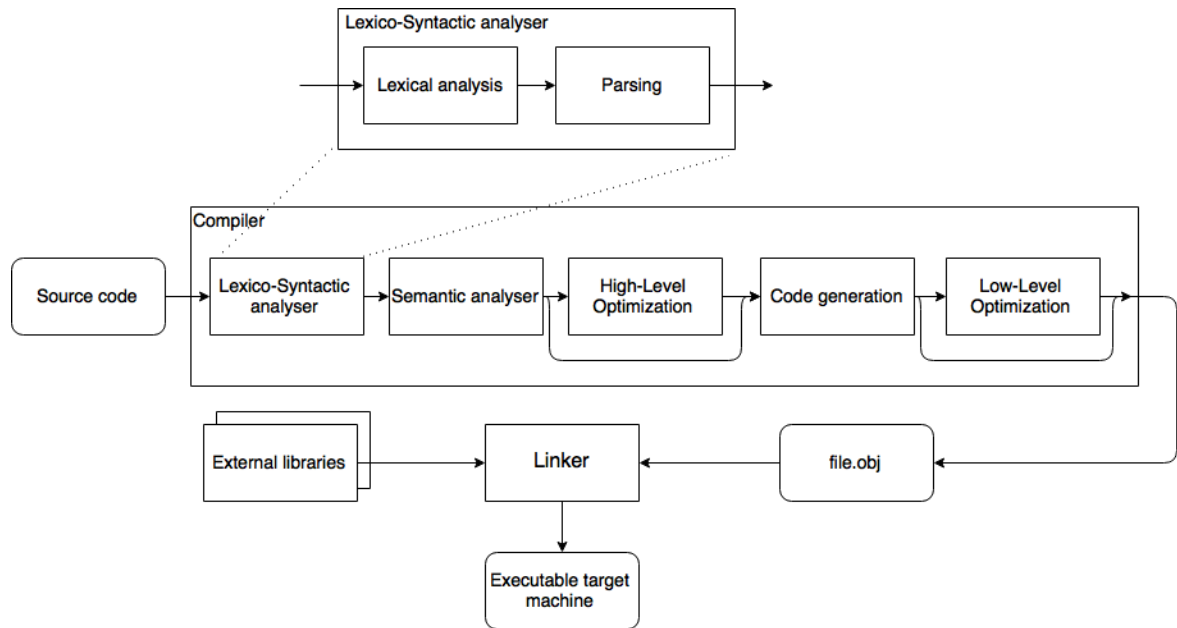 Lexico-Syntactic analyser
Lexical analysis
Parsing
Compiler
Source code
Lexico-Syntactic
analyser
Semantic analyser
High-Level
Optimization
Code generation
Low-Level
Optimization
External libraries
Linker
file.obj
Executable target
machine